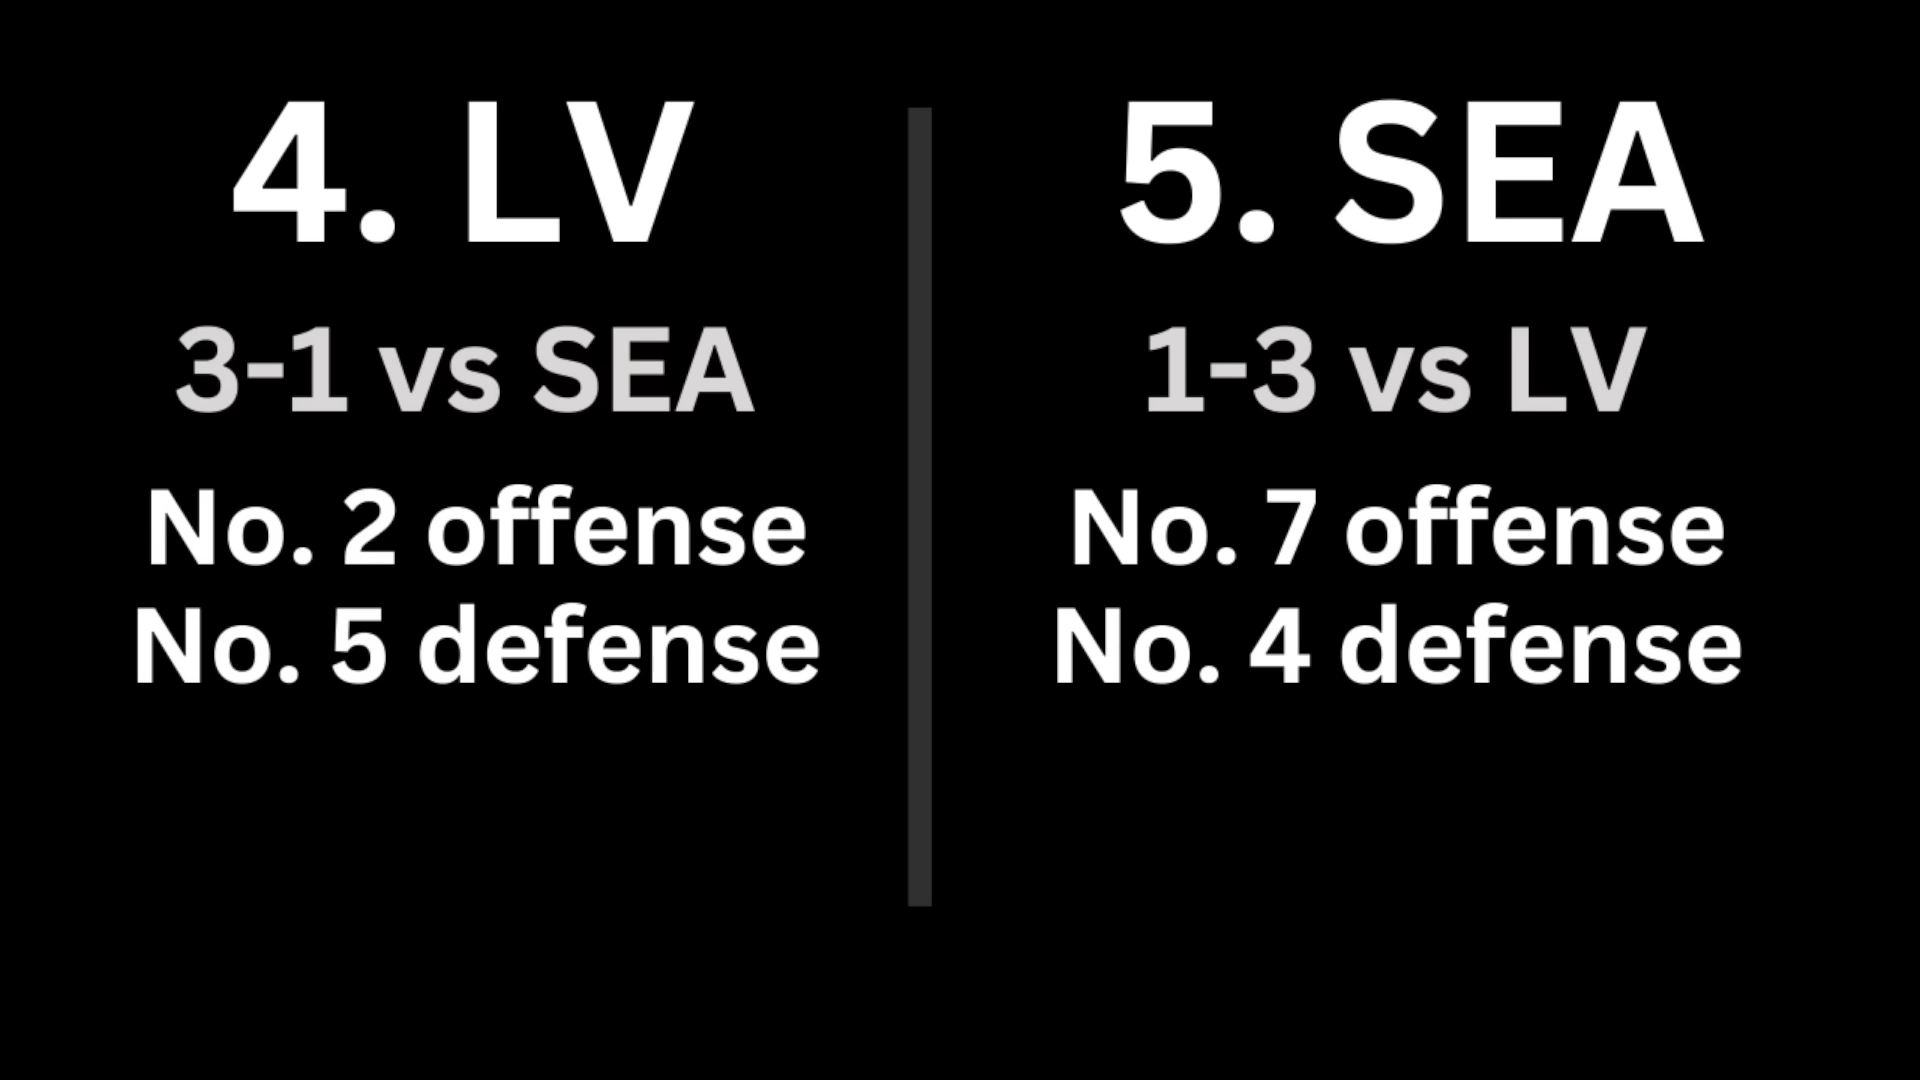 4. LV
3-1 vs SEA
No. 2 offense
No. 5 defense
5. SEA
1-3 vs LV
No. 7 offense
No. 4 defense